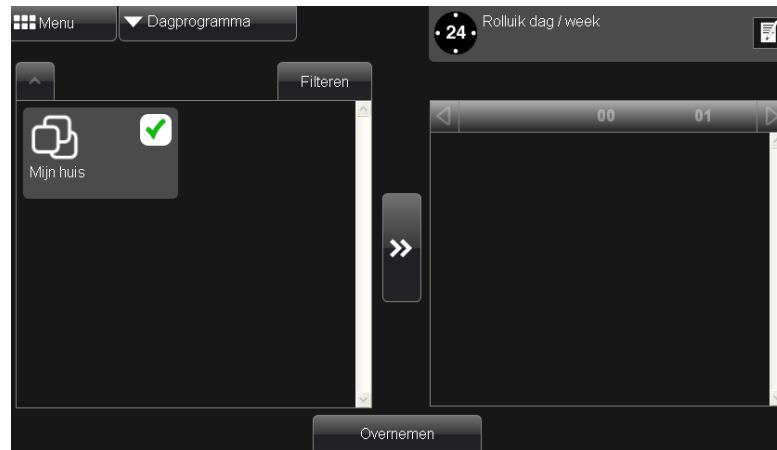 Menu
Dagprogramma
24
Rolluik dag / week
Filteren
00
01
Mijn huis
Overnemen